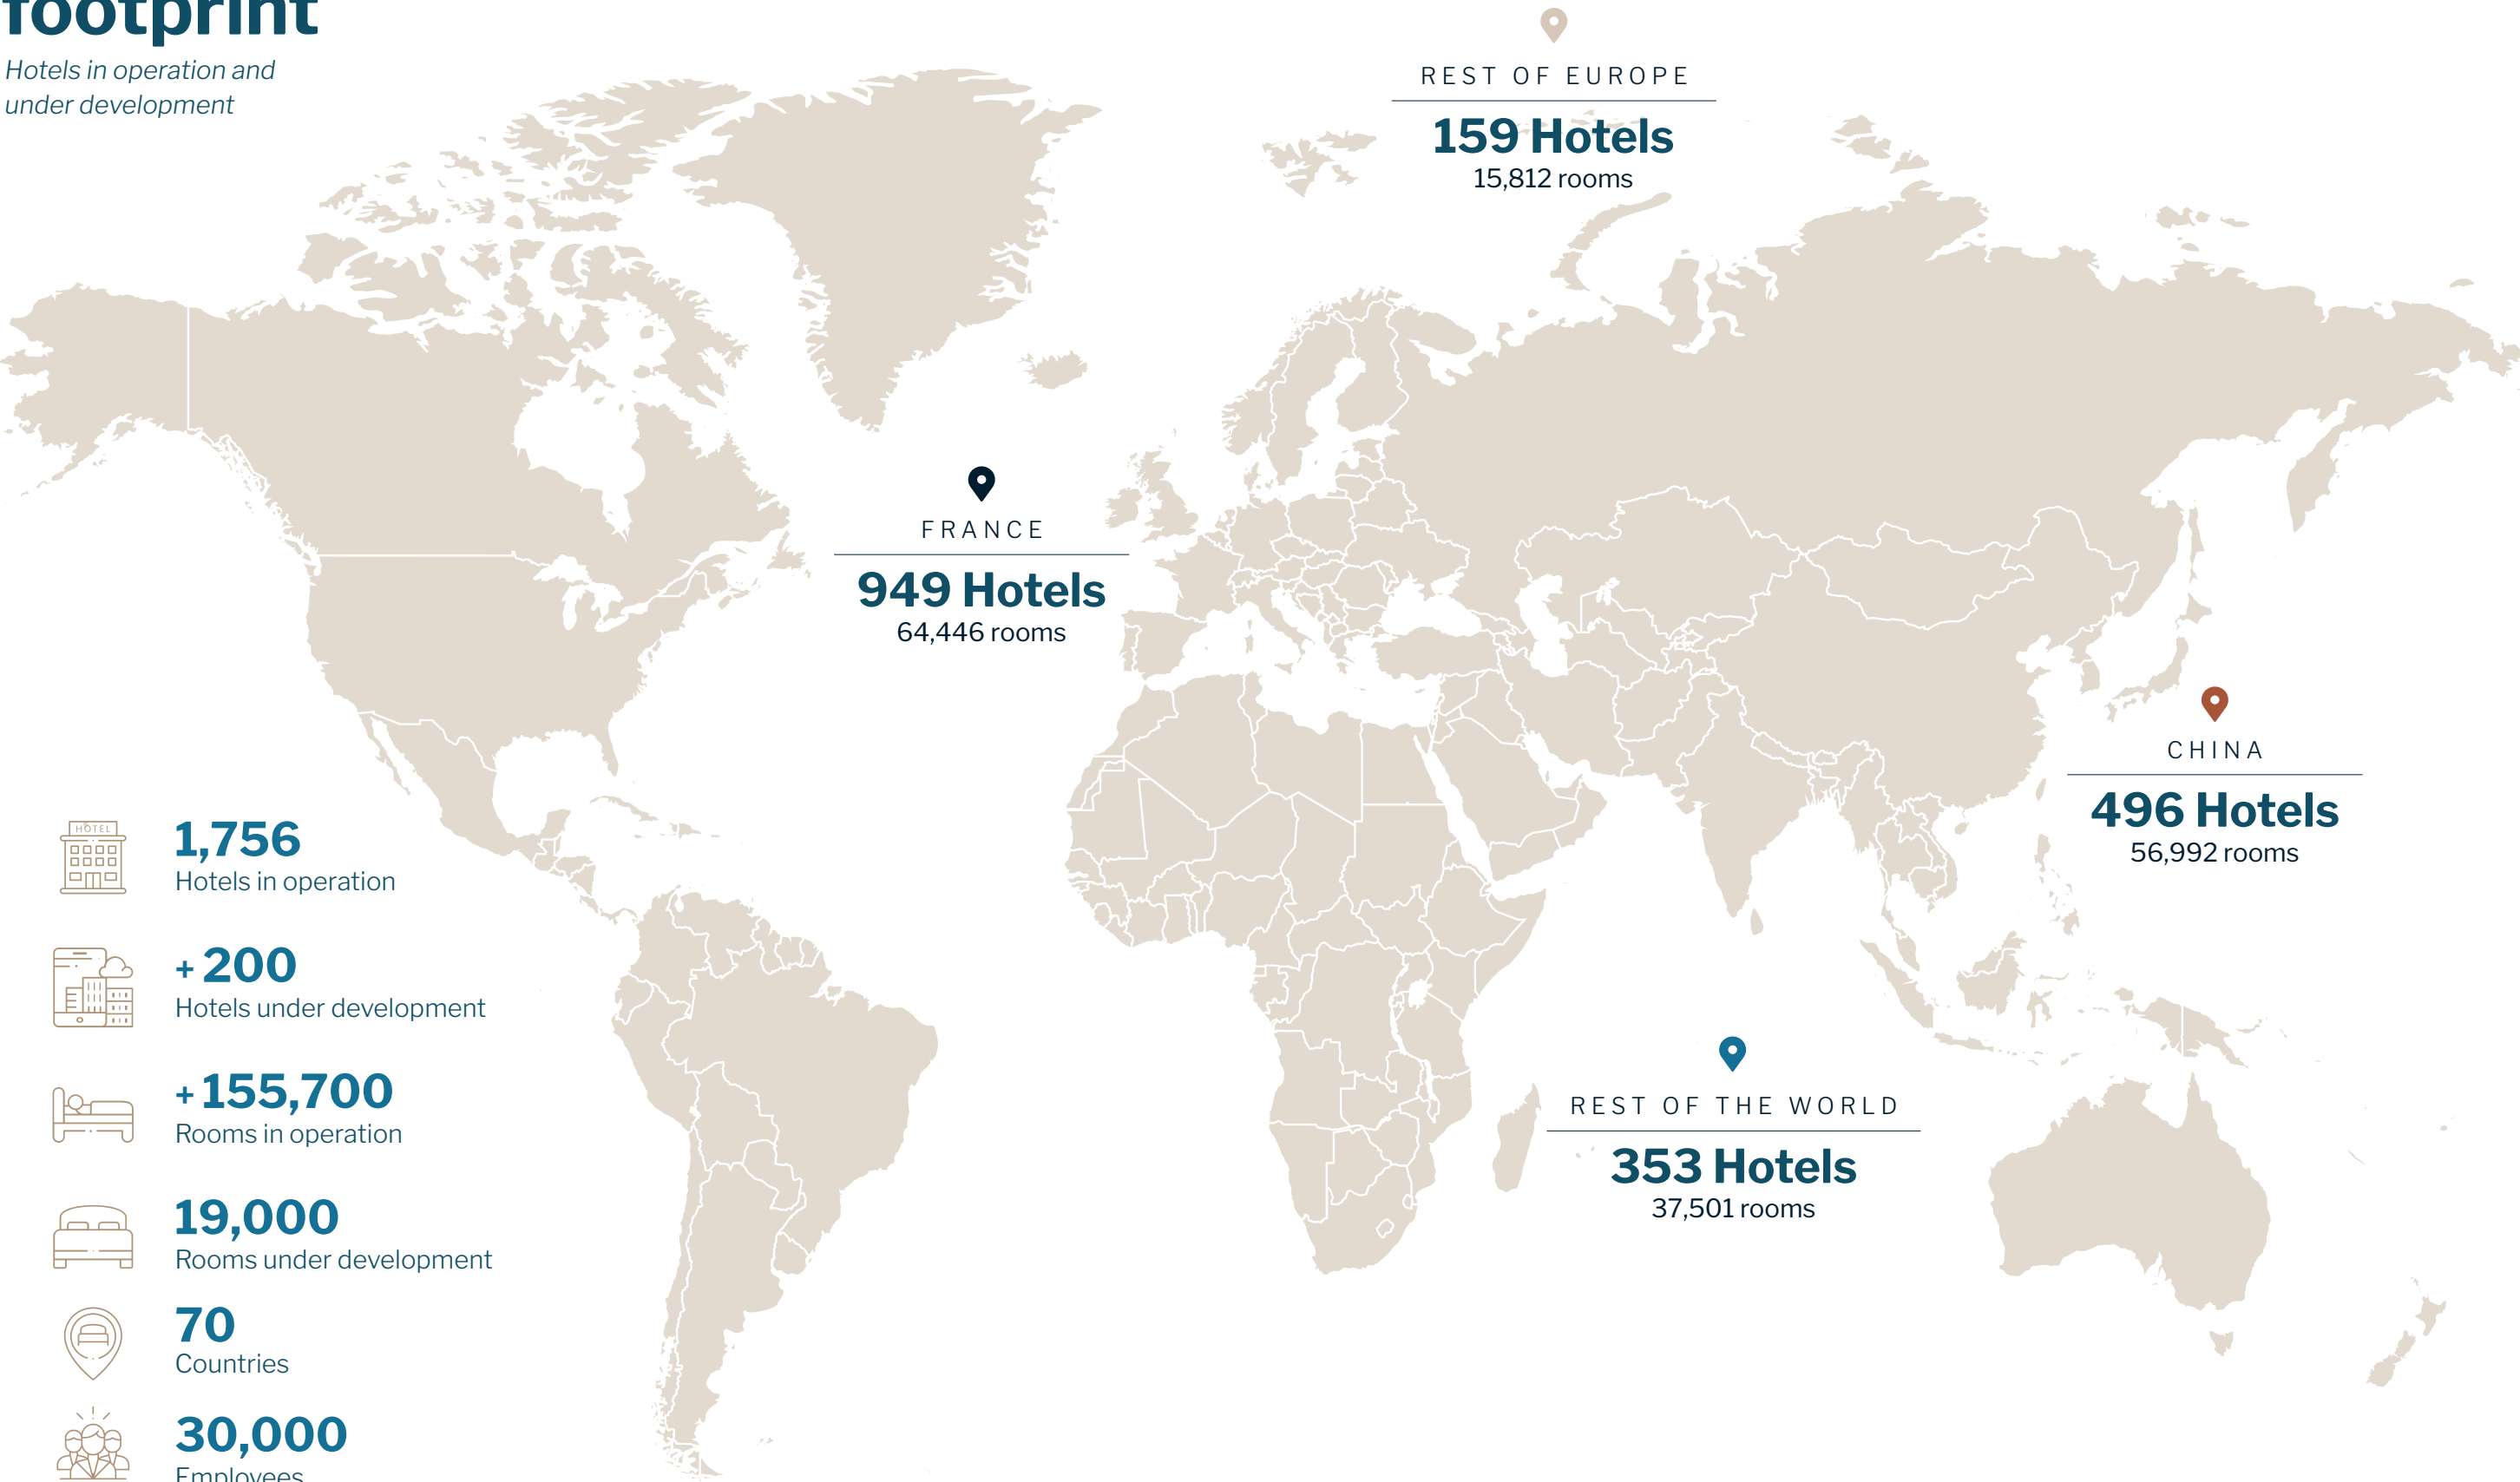 footprint
Hotels in operation and
under development
REST OF EUROPE
159 Hotels
15,812 rooms
FRANCE
949 Hotels
64,446 rooms
CHINA
496 Hotels
56,992 rooms
REST OF THE WORLD
353 Hotels
37,501 rooms
HOTEL
1,756
Hotels in operation
+ 200
Hotels under development
+ 155,700
Rooms in operation
19,000
Rooms under development
70
Countries
30,000
Employees